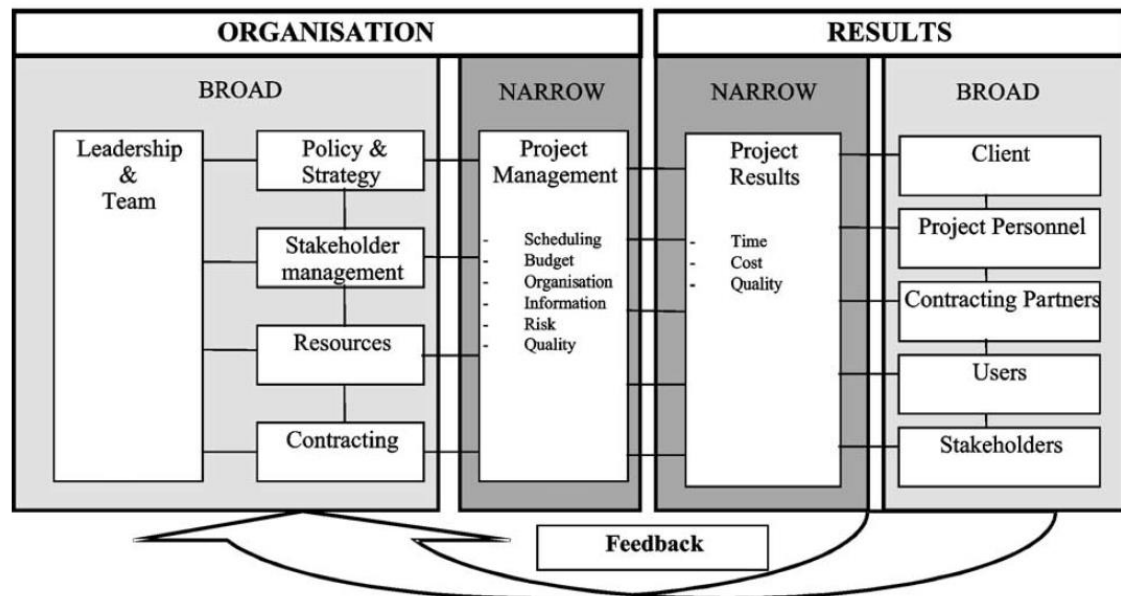 ORGANISATION
BROAD
Leadership
&
Team
Policy &
Strategy
Stakeholder
management
Resources
Contracting
NARROW
Project
Management
- Scheduling
- Budget
- Organisation
- Information
- Risk
- Quality
RESULTS
NARROW
Project
Results
- Time
- Cost
- Quality
BROAD
Client
Project Personnel
Contracting Partners
Users
Stakeholders
Feedback